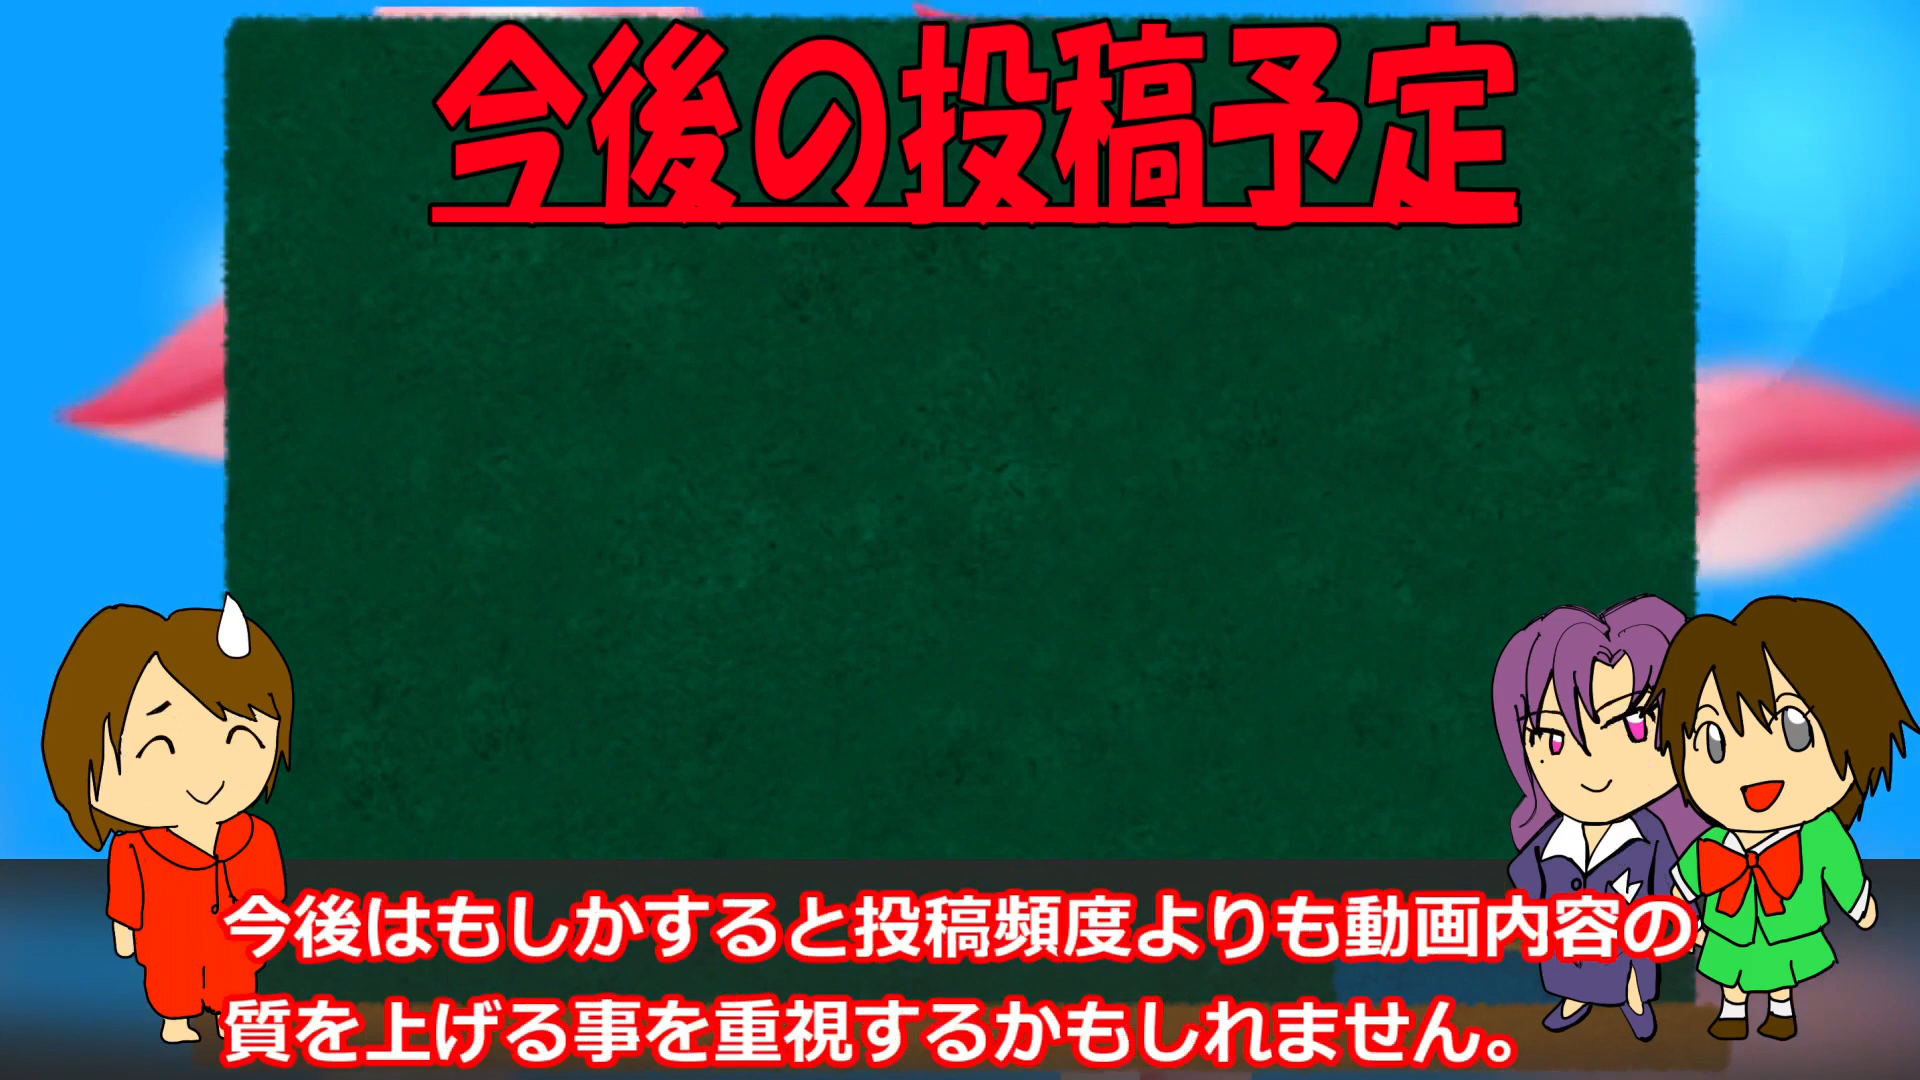 今後の投稿予定
今後はもしかすると投稿頻度よりも動画内容の
質を上げる事を重視するかもしれません。